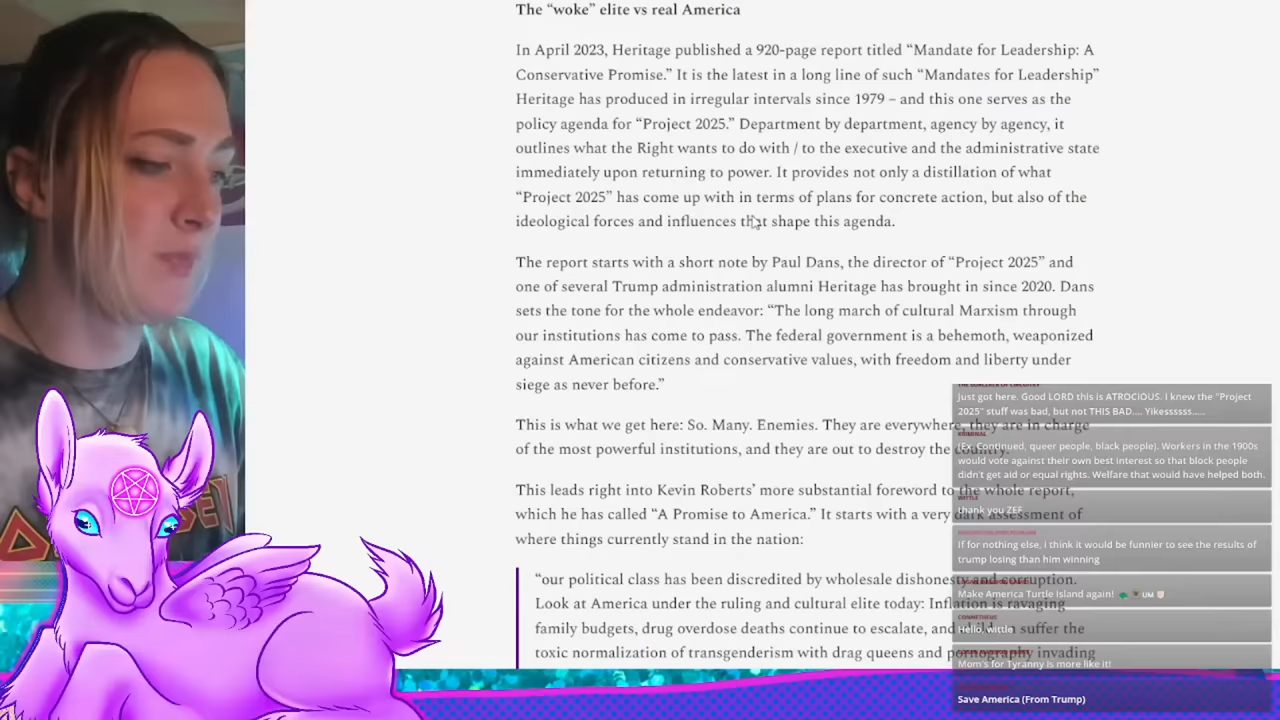 The “woke” elite vs real America
In April 2023, Heritage published a 920-page report titled “Mandate for Leadership: A
Conservative Promise.” It is the latest in a long line of such “Mandates for Leadership”
Heritage has produced in irregular intervals since 1979 – and this one serves as the
policy agenda for “Project 2025.” Department by department, agency by agency, it
outlines what the Right wants to do with / to the executive and the administrative state
immediately upon returning to power. It provides not only a distillation of what
“Project 2025” has come up with in terms of plans for concrete action, but also of the
ideological forces and influences that shape this agenda.
The report starts with a short note by Paul Dans, the director of “Project 2025” and
one of several Trump administration alumni Heritage has brought in since 2020. Dans
sets the tone for the whole endeavor: “The long march of cultural Marxism through
our institutions has come to pass. The federal government is a behemoth, weaponized
against American citizens and conservative values, with freedom and liberty under
siege as never before.”
This is what we get here: So. Many. Enemies. They are everywhere, they are in charge
of the most powerful institutions, and they are out to destroy the country.
This leads right into Kevin Roberts’ more substantial foreword to the whole report,
which he has called “A Promise to America.” It starts with a very dark assessment of
where things currently stand in the nation:
“our political class has been discredited by wholesale dishonesty and corruption.
Look at America under the ruling and cultural elite today: Inflation is ravaging
family budgets, drug overdose deaths continue to escalate, and children suffer the
toxic normalization of transgenderism with drag queens and pornography invading
Just got here. Good LORD this is ATROCIOUS. I knew the "Project
2025" stuff was bad, but not THIS BAD.... Yikessssss.....
KRIMINAL
(Ex. Continued, queer people, black people). Workers in the 1900s
would vote against their own best interest so that block people
didn't get aid or equal rights. Welfare that would have helped both.
WITTLE
thank you ZEF
If for nothing else, i think it would be funnier to see the results of
trump losing than him winning
Make America Turtle Island again! UM
Hello, wittle
Mom's for Tyranny is more like it!
Save America (From Trump)